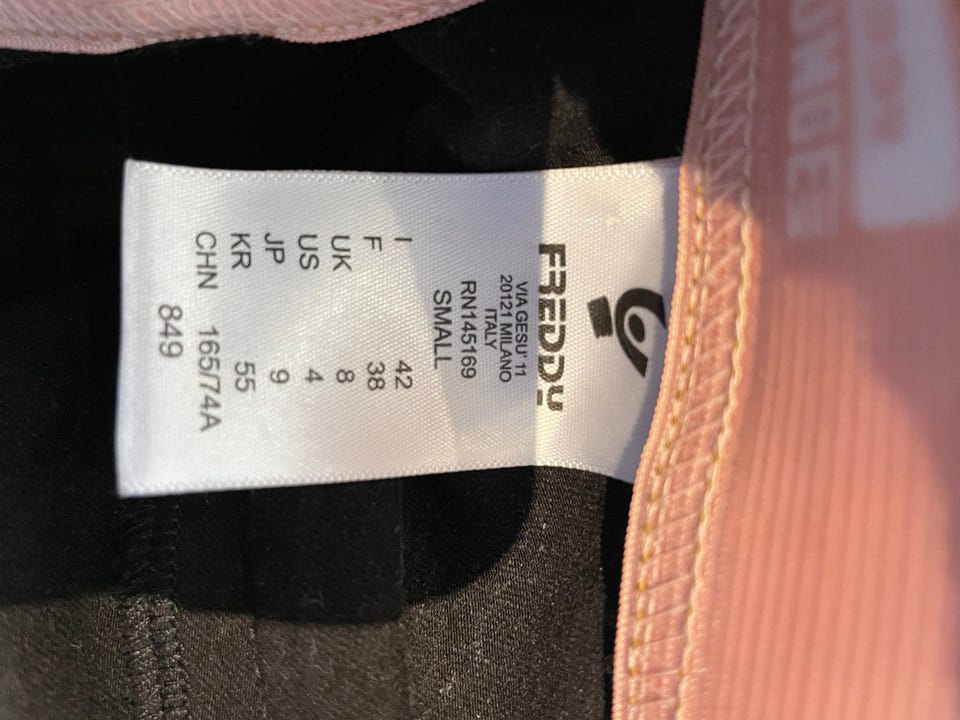 FREDDY
VIA GESU' 11
20121 MILANO
ITALY
RN145169
SMALL
I 42
F 38
UK 8
US 4
JP 9
KR 55
CHN 165/74A
849